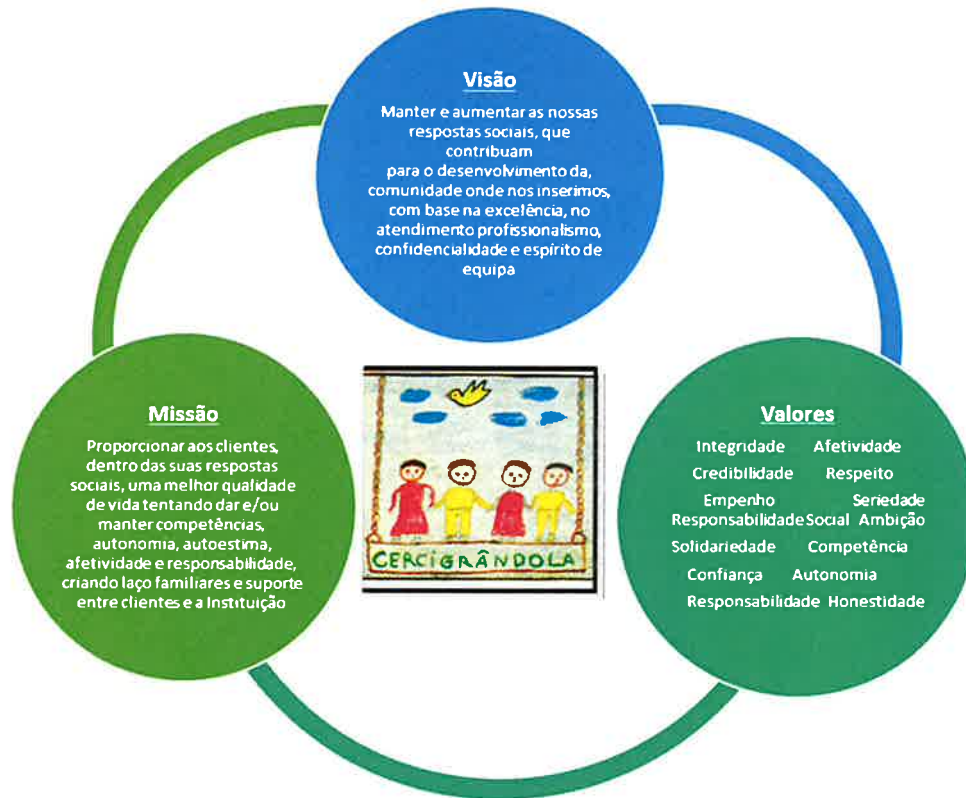 Visão
Manter e aumentar as nossas
respostas sociais, que
contribuam
para o desenvolvimento da,
comunidade onde nos inserimos,
com base na excelência, no
atendimento profissionalismo,
confidencialidade e espírito de
equipa
Missão
Proporcionar aos clientes,
dentro das suas respostas
sociais, uma melhor qualidade
de vida tentando dar e/ou
manter competências,
autonomia, autoestima,
afetividade e responsabilidade,
criando laço familiares e suporte
entre clientes e a Instituição
CERCIGRÂNDOLA
Valores
Integridade Afetividade
Credibilidade Respeito
Empenho Seriedade
Responsabilidade Social Ambição
Solidariedade Competência
Confiança Autonomia
Responsabilidade Honestidade